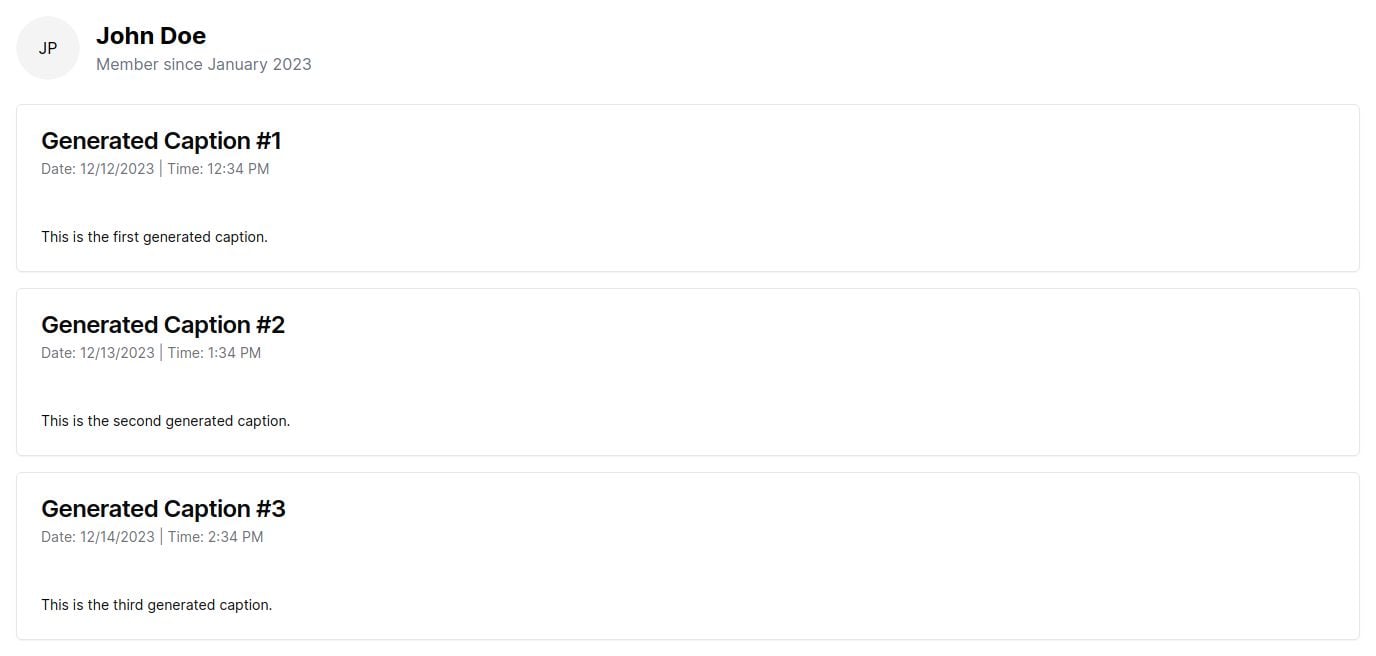 JP
John Doe
Member since January 2023
Generated Caption #1
Date: 12/12/2023 | Time: 12:34 PM
This is the first generated caption.
Generated Caption #2
Date: 12/13/2023 | Time: 1:34 PM
This is the second generated caption.
Generated Caption #3
Date: 12/14/2023 | Time: 2:34 PM
This is the third generated caption.